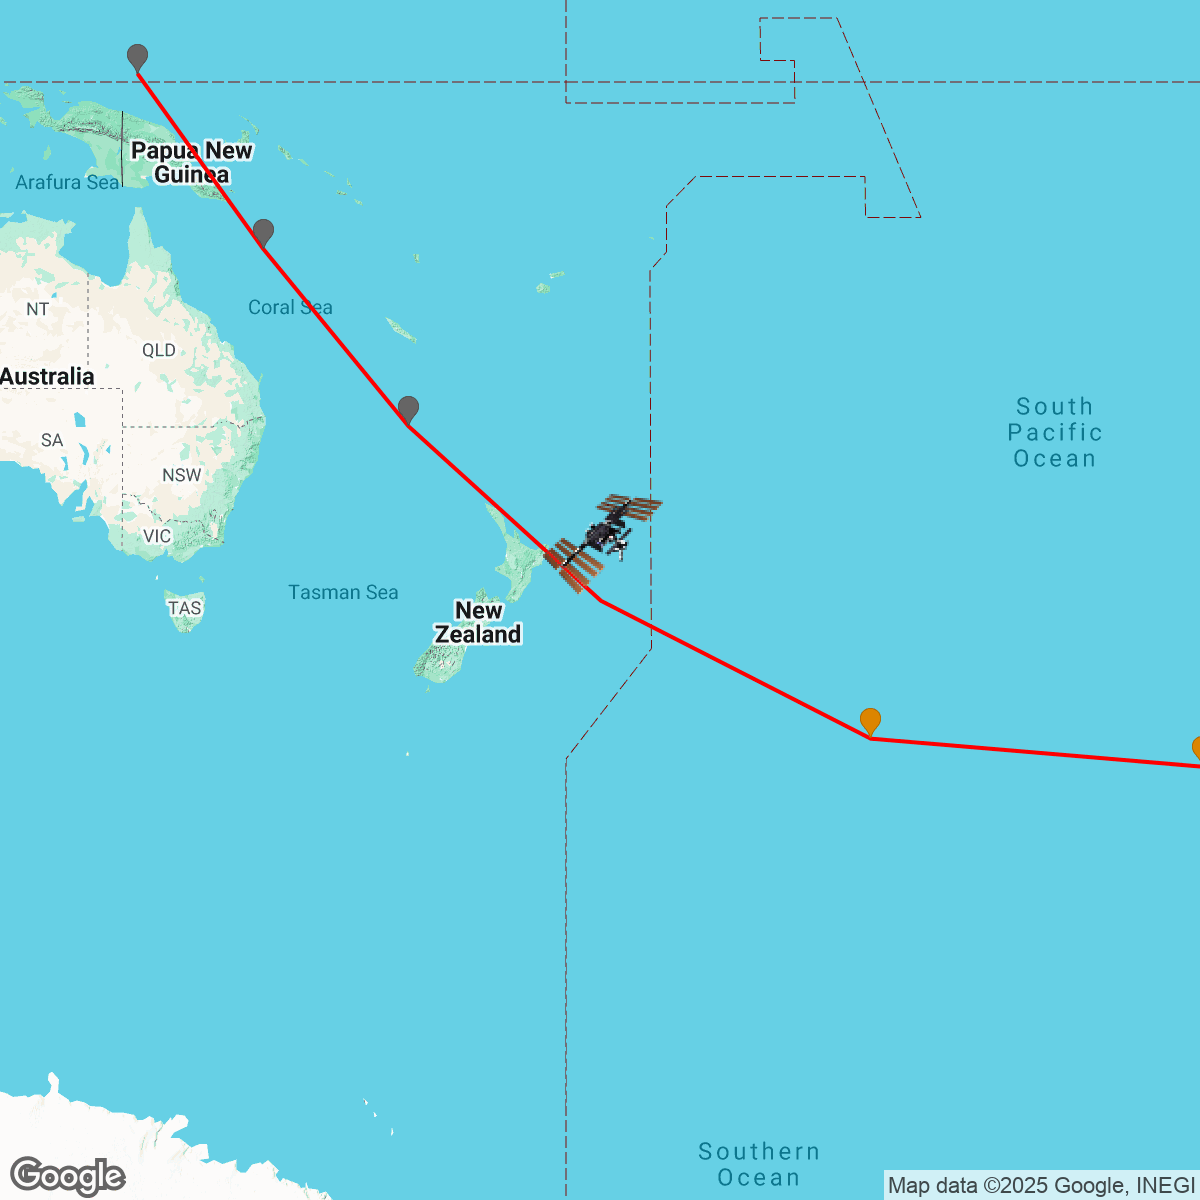 Papua New
Guinea
Arafura Sea
NT
Coral Sea
QLD
Australia
South
Pacific
Ocean
SA
NSW
VIC
Tasman Sea
TAS
New
Zealand
Southern
Ocean
Google
Map data ©2025 Google, INEGI